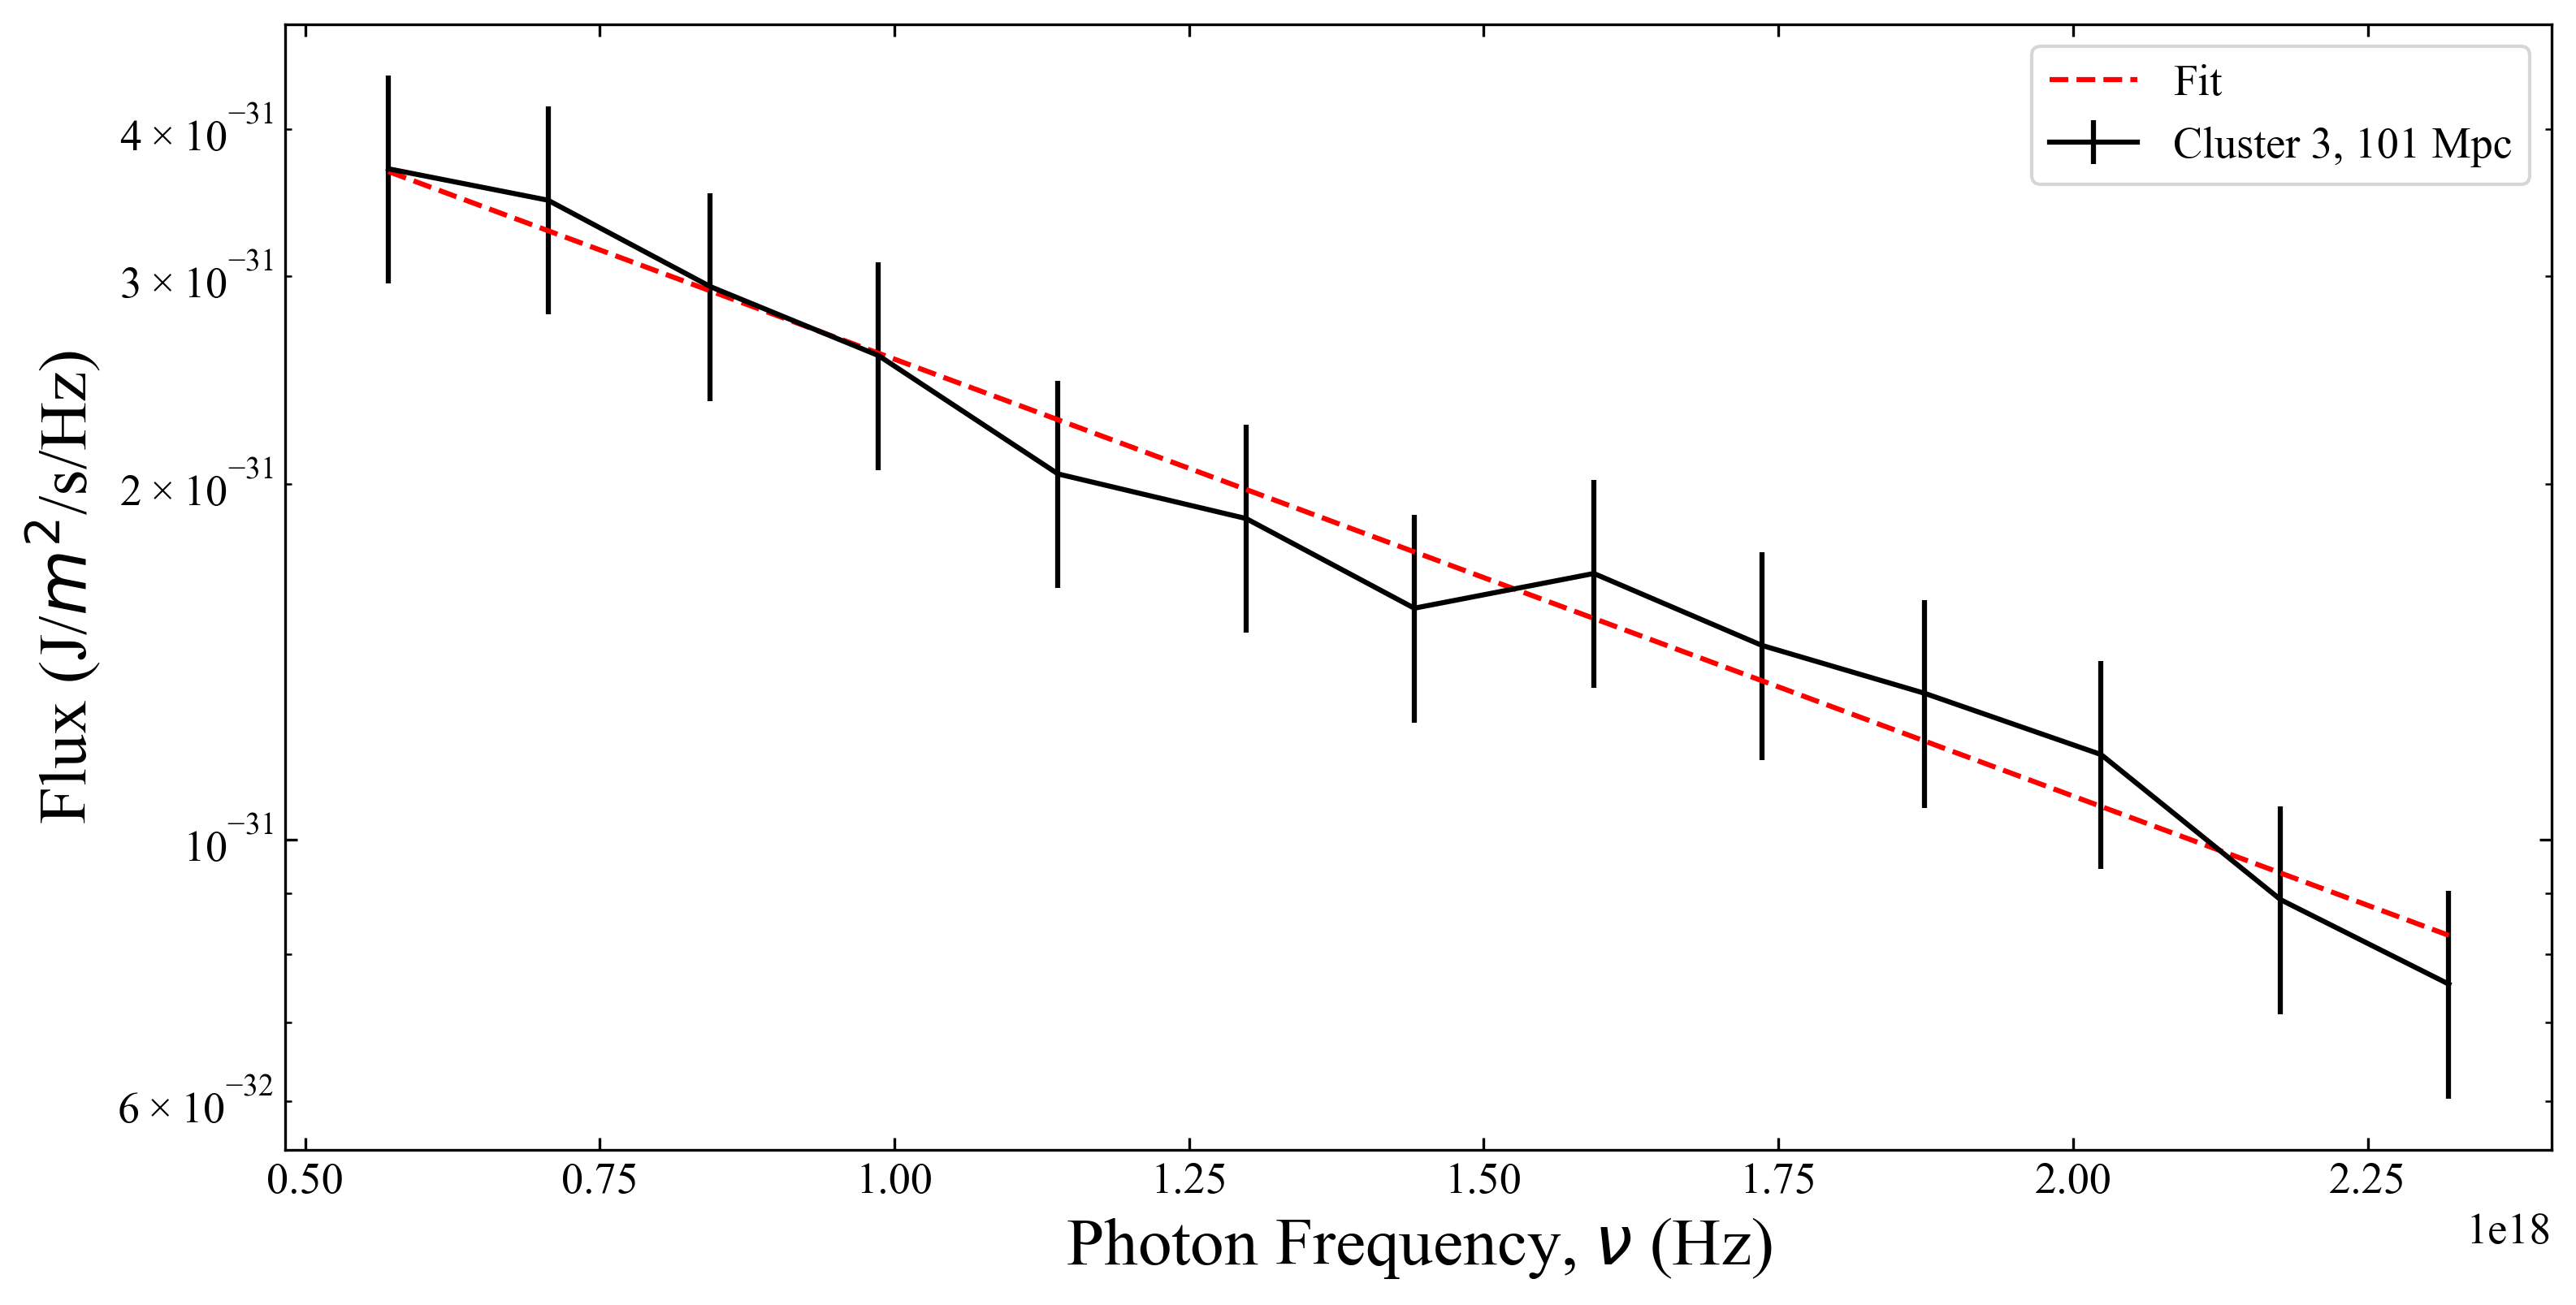 Fit
Cluster 3, 101 Mpc
Flux (J/m²/s/Hz)
4 × 10⁻³¹
3 × 10⁻³¹
2 × 10⁻³¹
10⁻³¹
6 × 10⁻³²
0.50 0.75 1.00 1.25 1.50 1.75 2.00 2.25
1e18
Photon Frequency, ν (Hz)